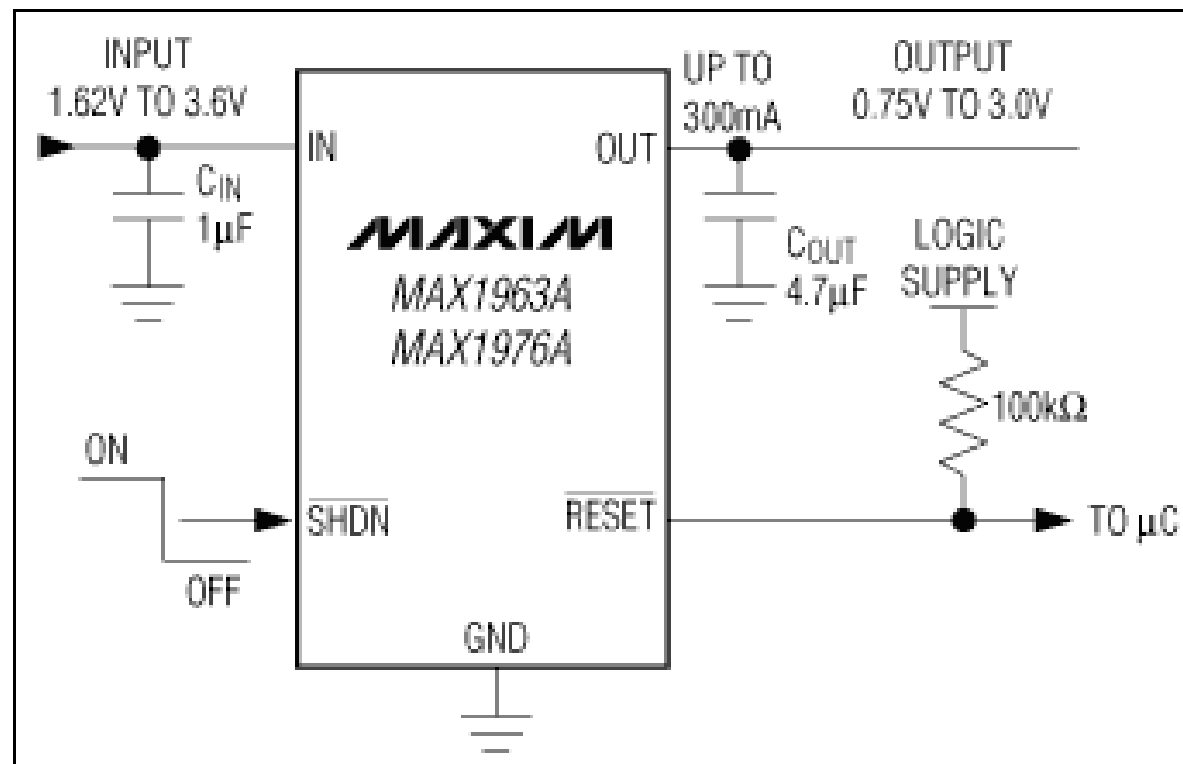 INPUT
1.62V TO 3.6V
UP TO
300mA
OUTPUT
0.75V TO 3.0V
IN
OUT
CIN
1µF
MAXIM
MAX1963A
MAX1976A
COUT
4.7µF
LOGIC
SUPPLY
100kΩ
ON
SHDN
RESET
TO µC
OFF
GND